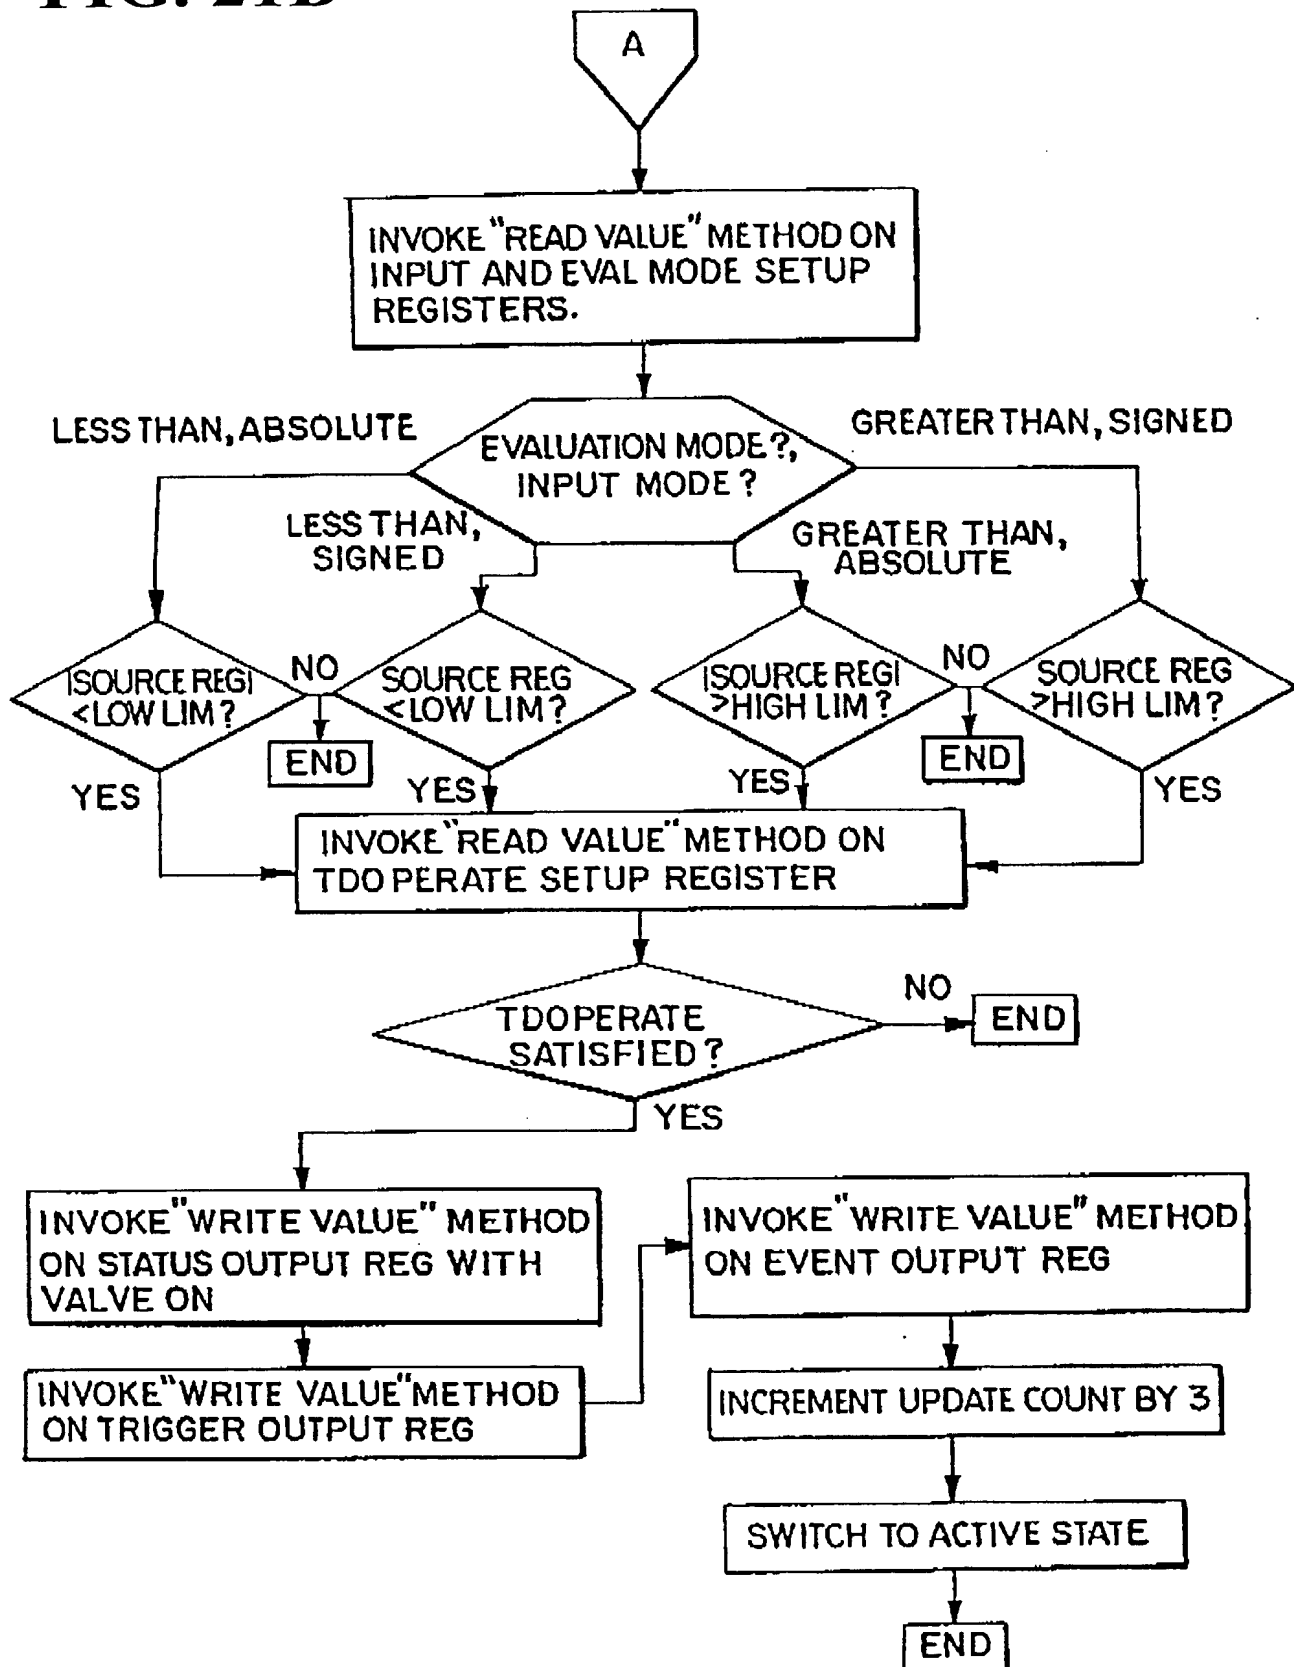 FIG. 21B
A
INVOKE "READ VALUE" METHOD ON
INPUT AND EVAL MODE SETUP
REGISTERS.
LESS THAN, ABSOLUTE
GREATER THAN, SIGNED
EVALUATION MODE?,
INPUT MODE?
LESS THAN,
SIGNED
GREATER THAN,
ABSOLUTE
|SOURCE REG|
<LOW LIM?
NO
SOURCE REG
<LOW LIM?
|SOURCE REG|
>HIGH LIM?
NO
SOURCE REG
>HIGH LIM?
END
END
YES
YES
YES
YES
INVOKE "READ VALUE" METHOD ON
TDOPERATE SETUP REGISTER
TDOPERATE
SATISFIED?
NO
END
YES
INVOKE "WRITE VALUE" METHOD
ON STATUS OUTPUT REG WITH
VALVE ON
INVOKE "WRITE VALUE" METHOD
ON TRIGGER OUTPUT REG
INVOKE "WRITE VALUE" METHOD
ON EVENT OUTPUT REG
INCREMENT UPDATE COUNT BY 3
SWITCH TO ACTIVE STATE
END